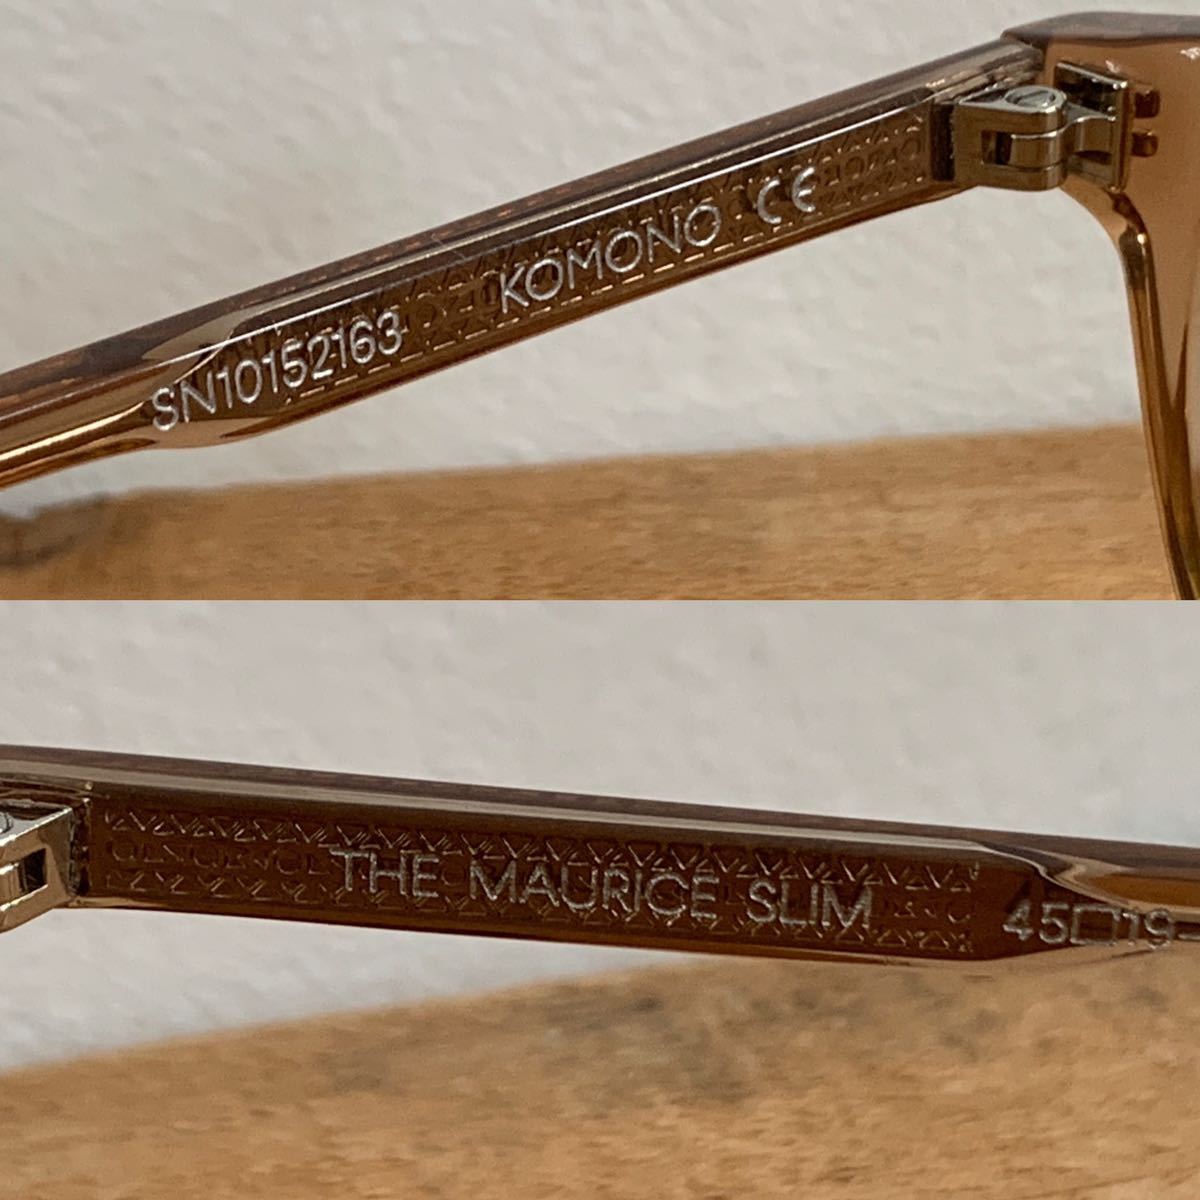 SN10152163 KOMONO CE
THE MAURICE SLIM 45□19